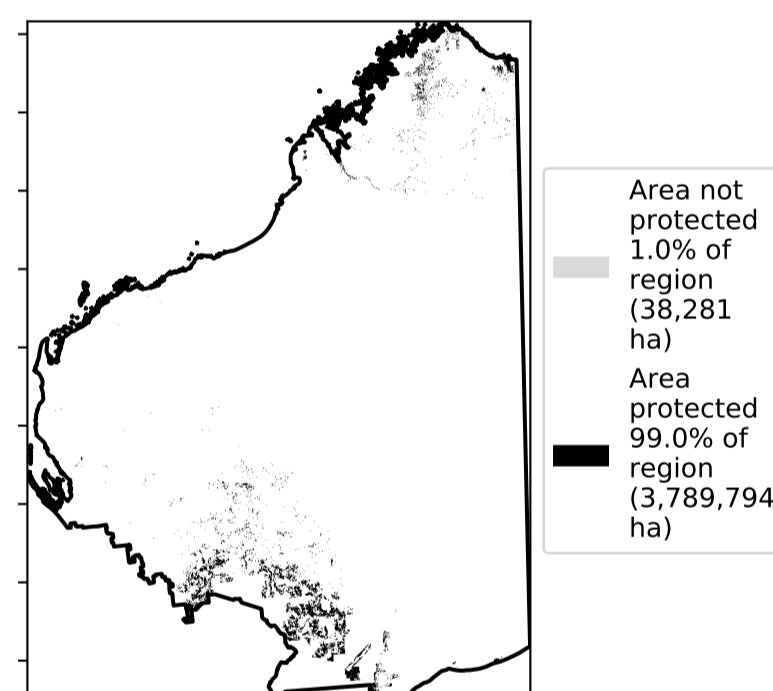 Area not
protected
1.0% of
region
(38,281
ha)
Area
protected
99.0% of
region
(3,789,794
ha)